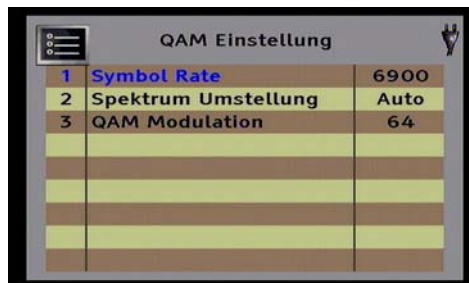 QAM Einstellung
1 Symbol Rate 6900
2 Spektrum Umstellung Auto
3 QAM Modulation 64